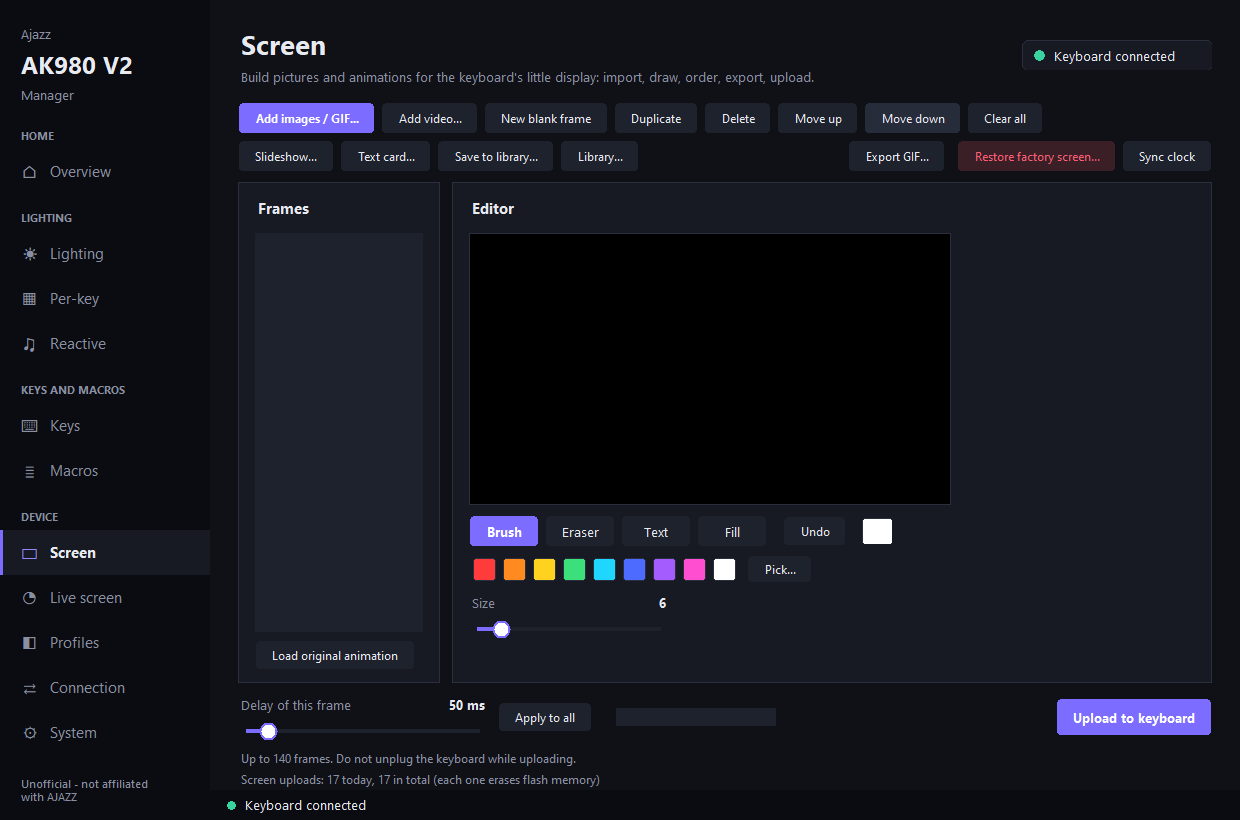 Ajazz
AK980 V2
Manager
HOME
Overview
LIGHTING
Lighting
Per-key
Reactive
KEYS AND MACROS
Keys
Macros
DEVICE
Screen
Live screen
Profiles
Connection
System
Unofficial - not affiliated
with AJAZZ
Screen
Build pictures and animations for the keyboard's little display: import, draw, order, export, upload.
Keyboard connected
Add images / GIF... Add video... New blank frame Duplicate Delete Move up Move down Clear all
Slideshow... Text card... Save to library... Library... Export GIF... Restore factory screen... Sync clock
Frames
Load original animation
Editor
Brush Eraser Text Fill Undo
Pick...
Size 6
Delay of this frame 50 ms
Apply to all
Upload to keyboard
Up to 140 frames. Do not unplug the keyboard while uploading.
Screen uploads: 17 today, 17 in total (each one erases flash memory)
Keyboard connected